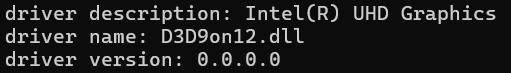 driver description: Intel(R) UHD Graphics
driver name: D3D9on12.dll
driver version: 0.0.0.0